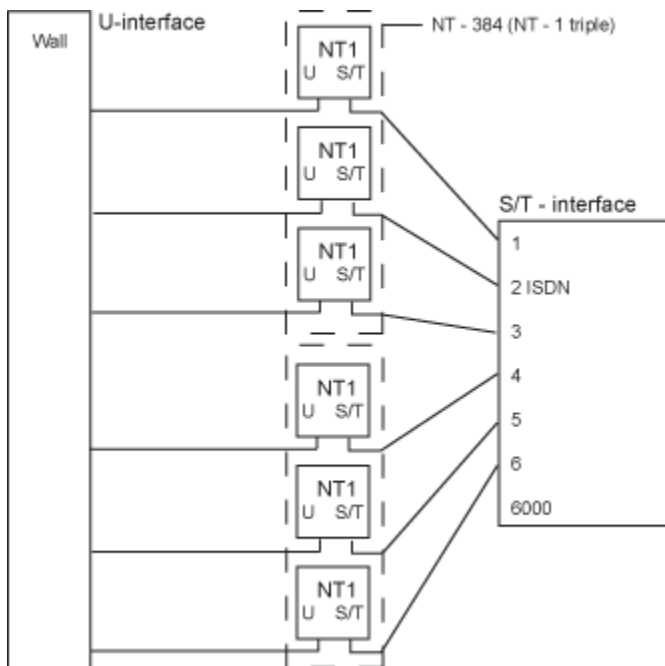 Wall
U-interface
NT - 384 (NT - 1 triple)
NT1
U S/T
NT1
U S/T
NT1
U S/T
NT1
U S/T
NT1
U S/T
NT1
U S/T
S/T - interface
1
2 ISDN
3
4
5
6
6000